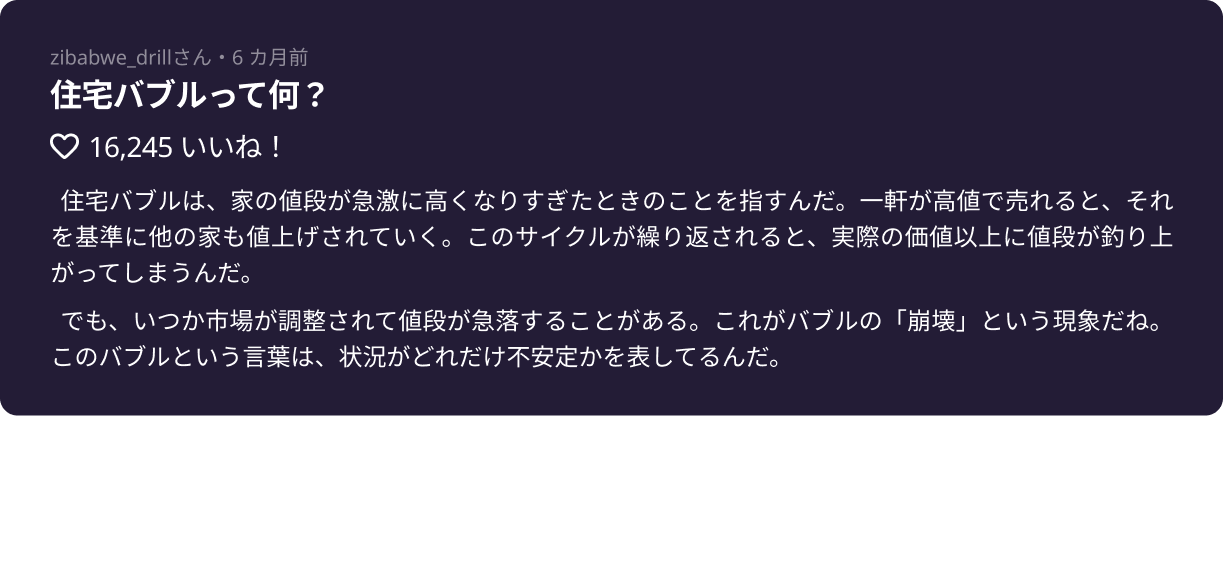 zibabwe_drillさん・6 カ月前
住宅バブルって何？
16,245 いいね！
住宅バブルは、家の値段が急激に高くなりすぎたときのことを指すんだ。一軒が高値で売れると、それ
を基準に他の家も値上げされていく。このサイクルが繰り返されると、実際の価値以上に値段が釣り上
がってしまうんだ。
でも、いつか市場が調整されて値段が急落することがある。これがバブルの「崩壊」という現象だね。
このバブルという言葉は、状況がどれだけ不安定かを表してるんだ。